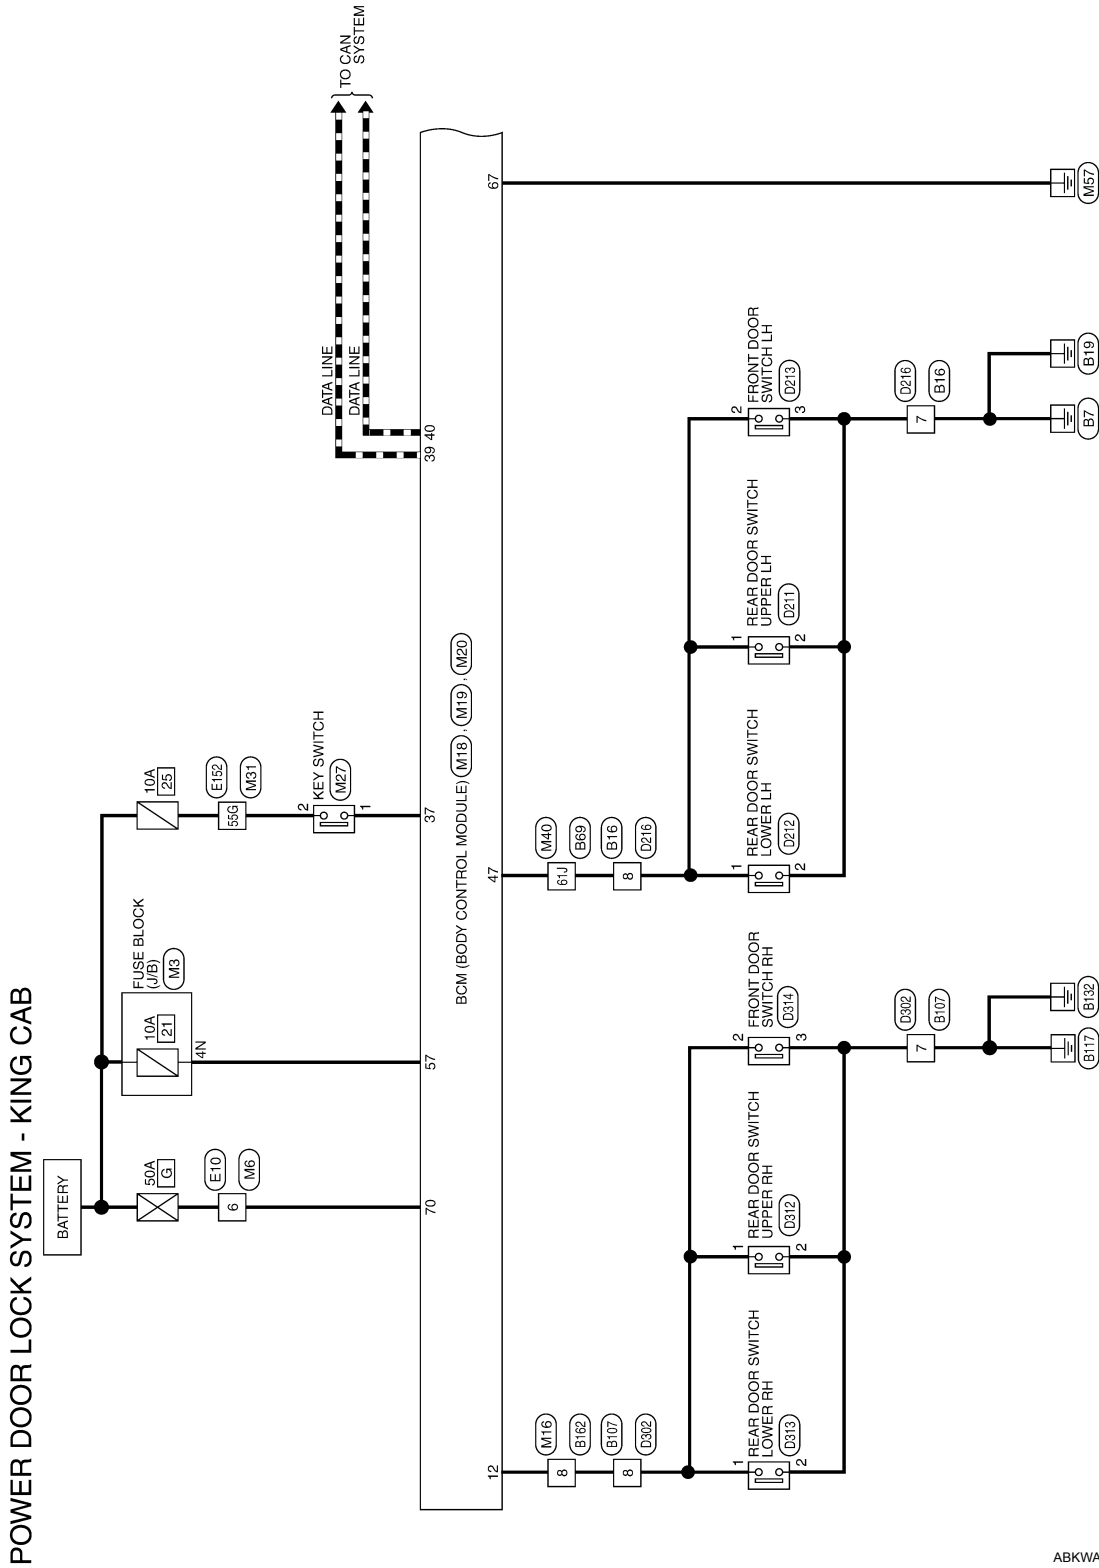 POWER DOOR LOCK SYSTEM - KING CAB
BATTERY
50A
G
E10
6
M6
70
FUSE BLOCK
(J/B)
M3
10A
21
4N
57
10A
25
E152
55G
M31
KEY SWITCH
M27
2
1
37
DATA LINE
DATA LINE
TO CAN
SYSTEM
39
40
BCM (BODY CONTROL MODULE) M18 , M19 , M20
12
47
67
M16
8
B162
B107
8
D302
M40
61J
B69
B16
8
D216
REAR DOOR SWITCH
LOWER RH
D313
1
2
REAR DOOR SWITCH
UPPER RH
D312
1
2
FRONT DOOR
SWITCH RH
D314
2
3
REAR DOOR SWITCH
LOWER LH
D212
1
2
REAR DOOR SWITCH
UPPER LH
D211
1
2
FRONT DOOR
SWITCH LH
D213
2
3
D302
7
B107
D216
7
B16
B117
B132
B7
B19
M57
ABKWA